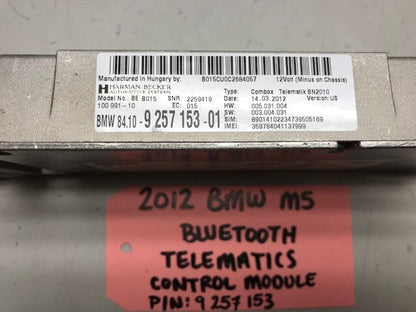 Manufactured in Hungary by: B015CU0C2684057 12Volt (Minus on Chassis)
HARMAN/BECKER Type: Combox Telematik BN2010
AUTOMOTIVE SYSTEMS Date: 14.03.2012 Version: US
Model No.: BE B015 SNR: 2259419 HW: 005.031.004
100 991-10 EC: 015 SW: 003.004.031
BMW 84.10 - 9 257 153 -01 SIM: 89014102234739505169
IMEI: 359784041137999
2012 BMW M5
BLUETOOTH
TELEMATICS
CONTROL MODULE
P/N: 9 257 153